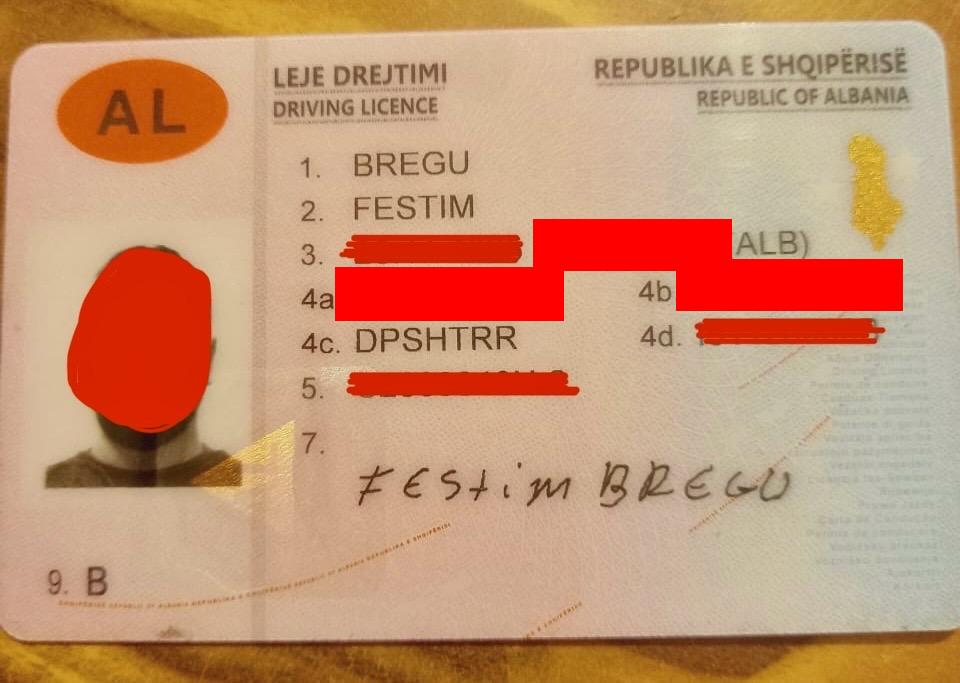 AL
LEJE DREJTIMI
DRIVING LICENCE
REPUBLIKA E SHQIPËRISË
REPUBLIC OF ALBANIA
1. BREGU
2. FESTIM
3. ALB)
4a 4b
4c. DPSHTRR 4d.
5.
7.
FEStim BREGU
9. B